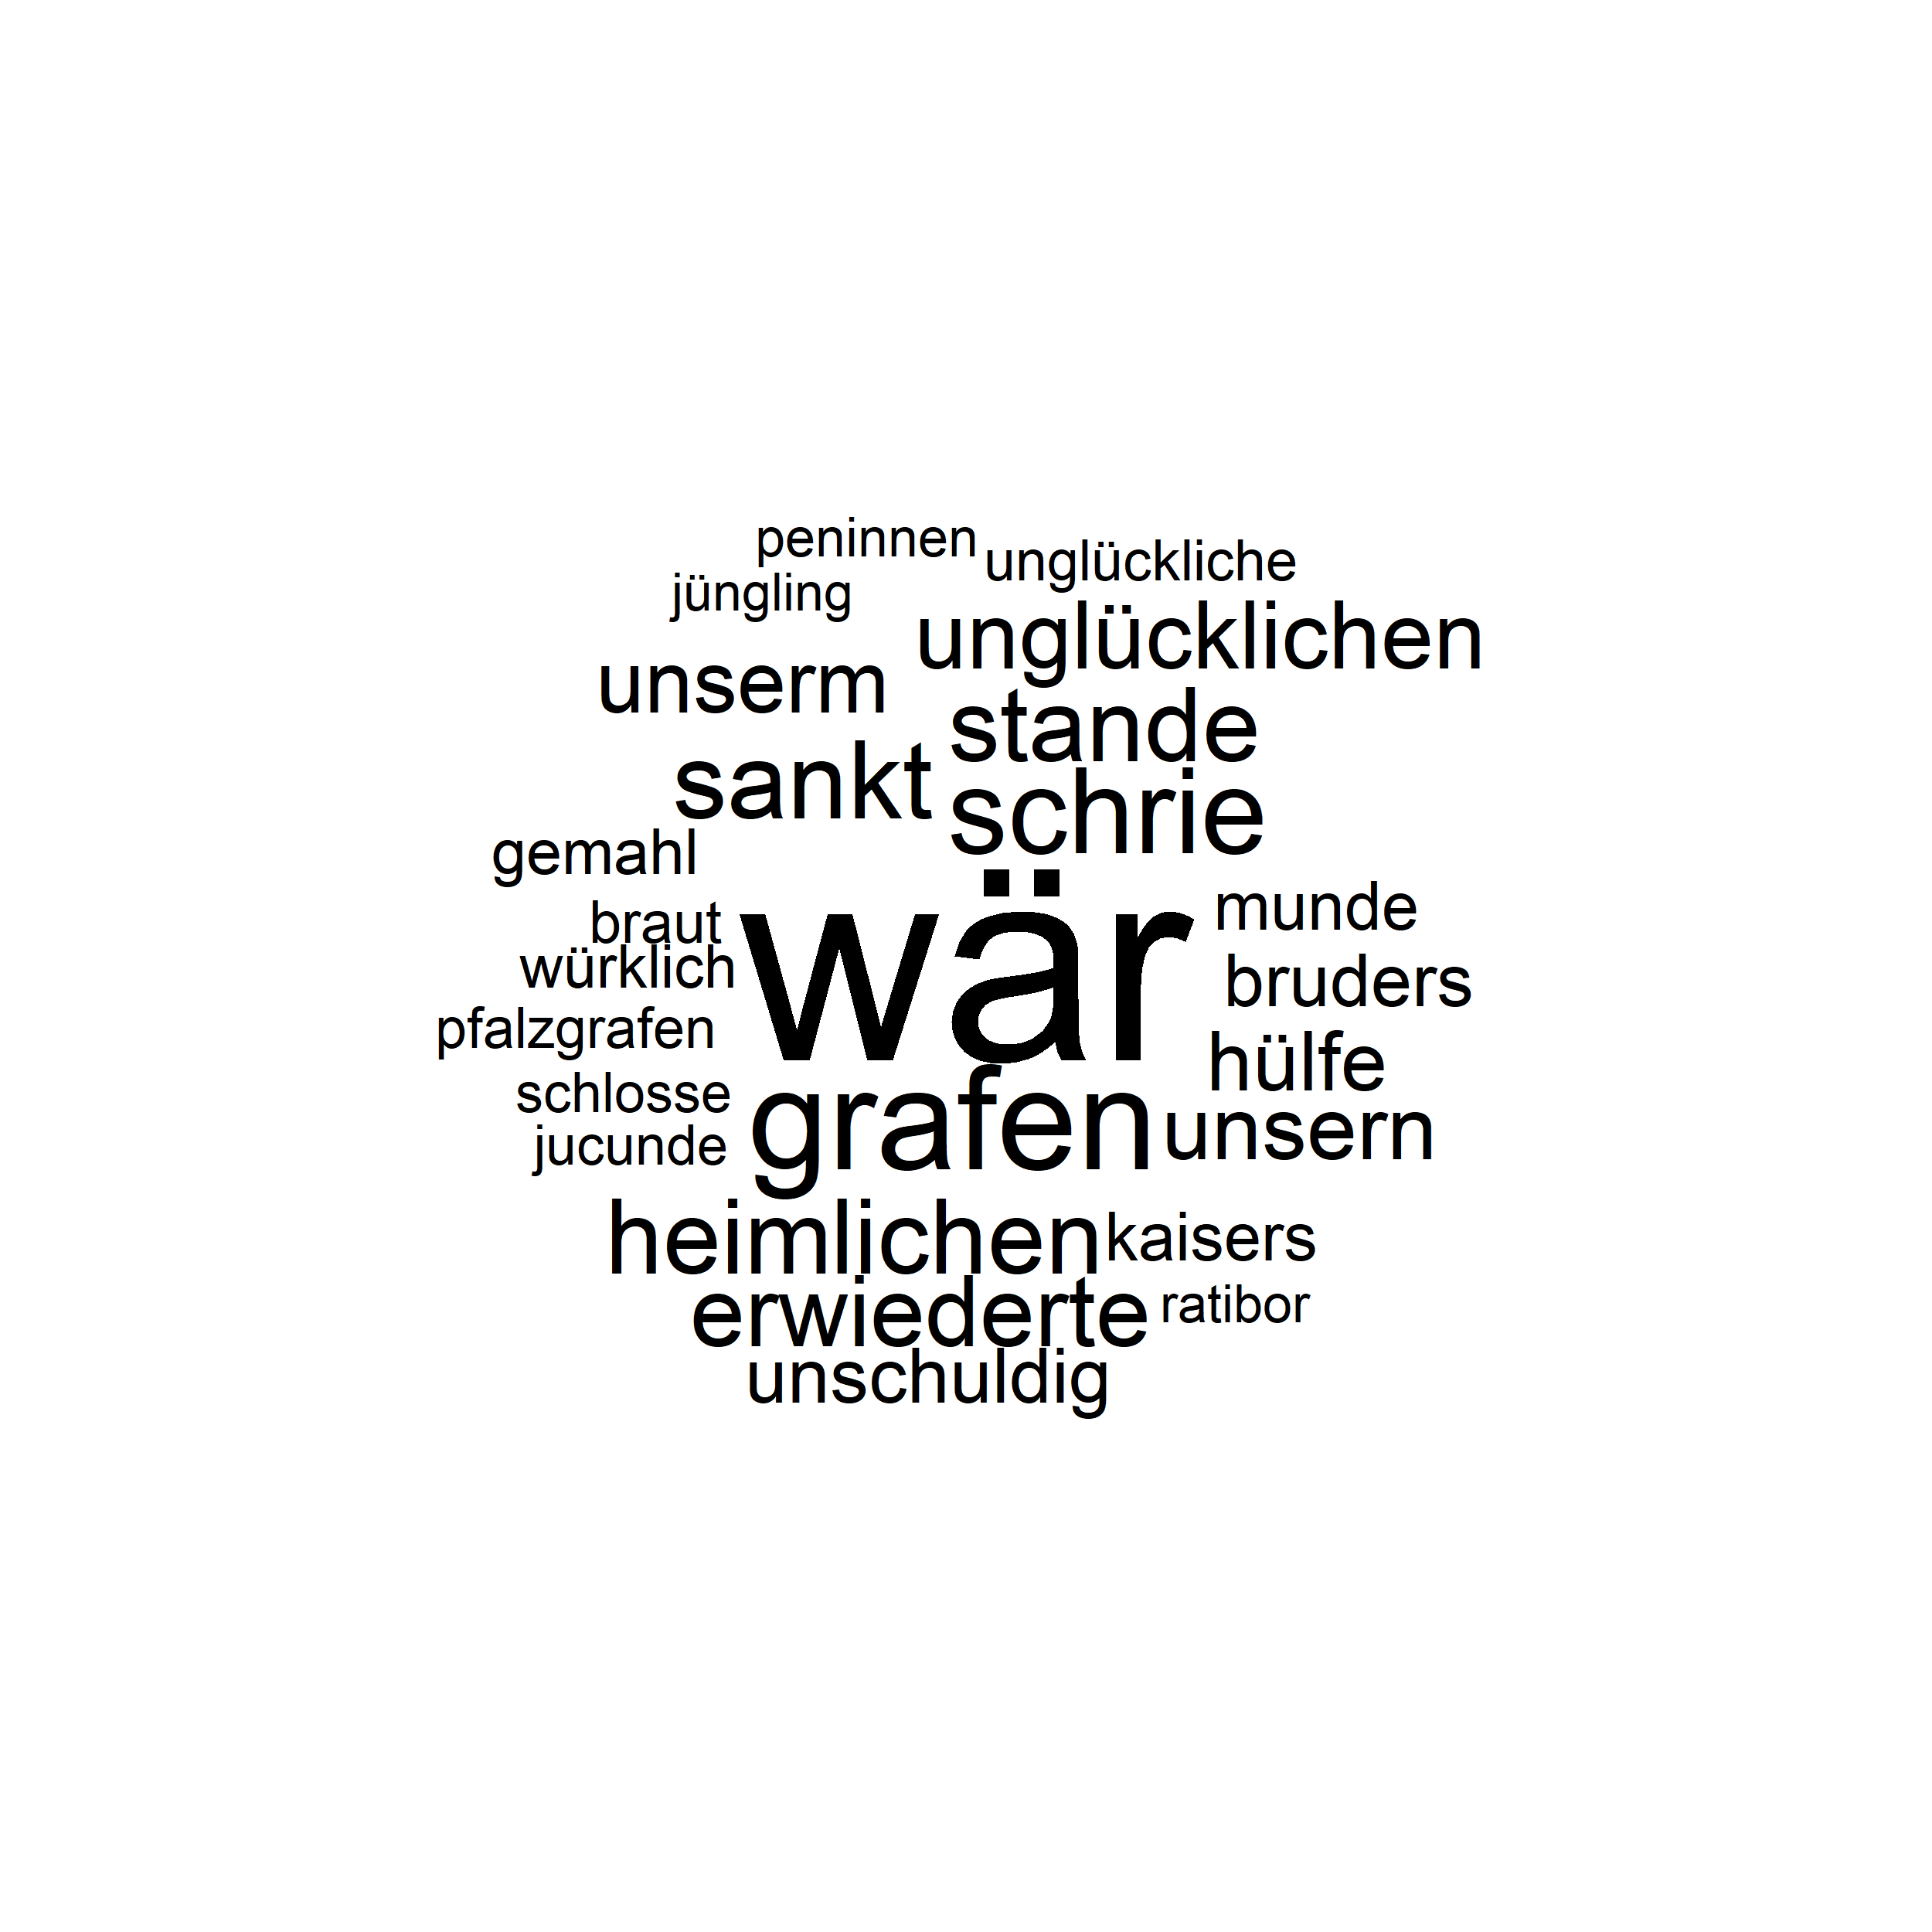 peninnen
unglückliche
jüngling
unglücklichen
unserm
stande
sankt
schrie
gemahl
wär
munde
braut
würklich
bruders
pfalzgrafen
hülfe
schlosse
grafen
unsern
jucunde
heimlichen
kaisers
erwiederte
ratibor
unschuldig